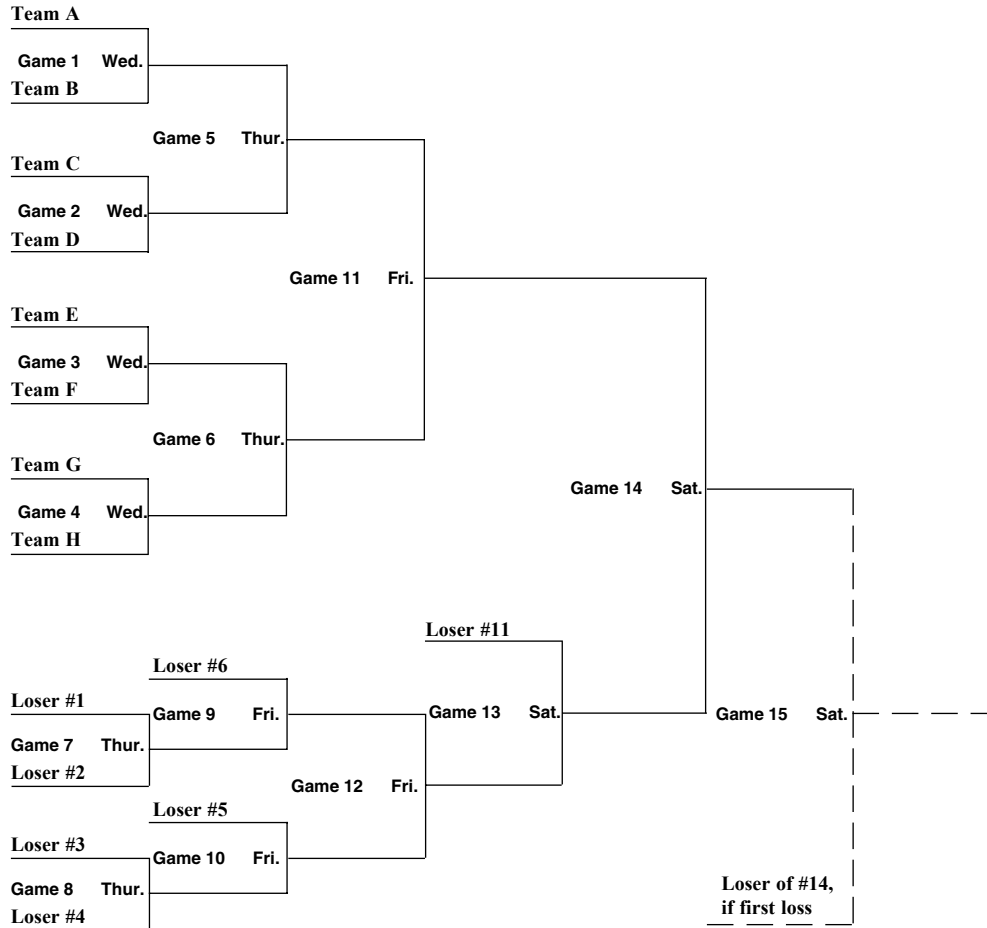 Team A
Game 1 Wed.
Team B
Game 5 Thur.
Team C
Game 2 Wed.
Team D
Game 11 Fri.
Team E
Game 3 Wed.
Team F
Game 6 Thur.
Team G
Game 4 Wed.
Team H
Game 14 Sat.
Loser #11
Loser #6
Loser #1
Game 9 Fri.
Game 13 Sat.
Game 15 Sat.
Game 7 Thur.
Loser #2
Game 12 Fri.
Loser #5
Loser #3
Game 10 Fri.
Game 8 Thur.
Loser #4
Loser of #14,
if first loss